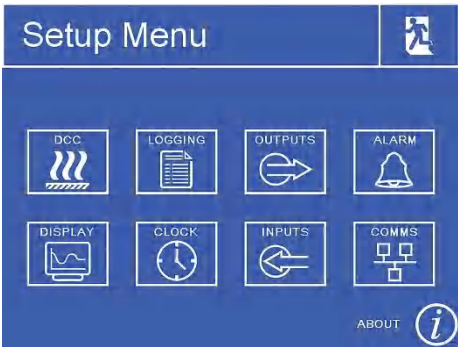 Setup Menu
DCC LOGGING OUTPUTS ALARM
DISPLAY CLOCK INPUTS COMMS
ABOUT i